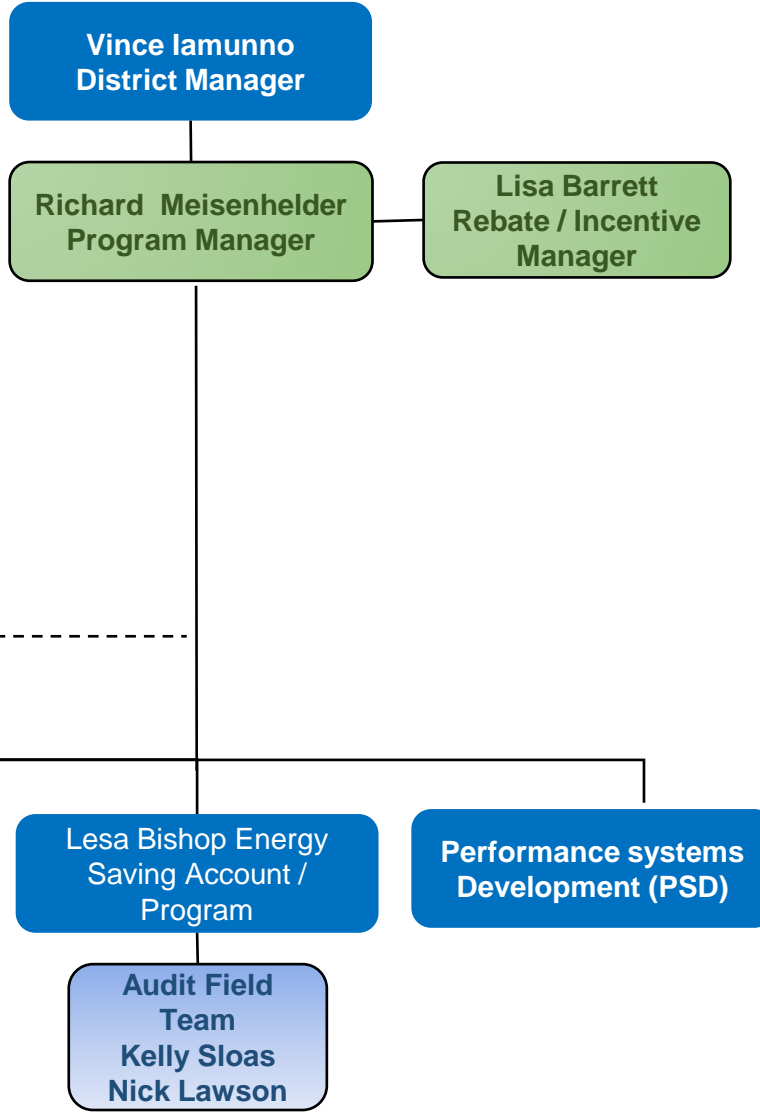 Vince Iamunno
District Manager
Richard  Meisenhelder
Program Manager
Lisa Barrett
Rebate / Incentive
Manager
Lesa Bishop Energy
Saving Account /
Program
Performance systems
Development (PSD)
Audit Field
Team
Kelly Sloas
Nick Lawson